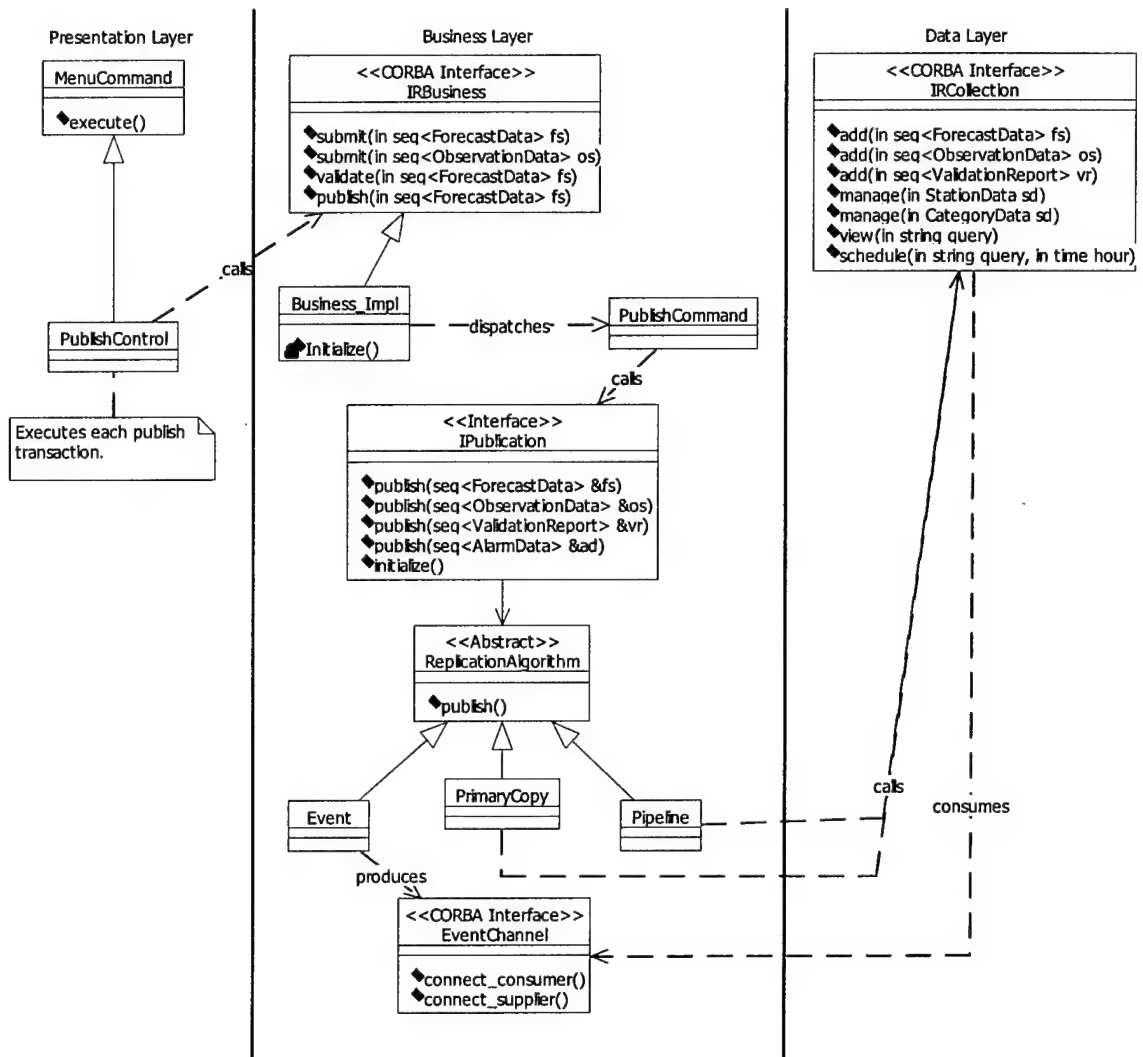 Presentation Layer
MenuCommand
execute()
PublishControl
Executes each publish
transaction.
Business Layer
<<CORBA Interface>>
IRBusiness
submit(in seq<ForecastData> fs)
submit(in seq<ObservationData> os)
validate(in seq<ForecastData> fs)
publish(in seq<ForecastData> fs)
calls
Business_Impl
Initialize()
dispatches
PublishCommand
calls
<<Interface>>
IPublication
publish(seq<ForecastData> &fs)
publish(seq<ObservationData> &os)
publish(seq<ValidationReport> &vr)
publish(seq<AlarmData> &ad)
initialize()
<<Abstract>>
ReplicationAlgorithm
publish()
Event
PrimaryCopy
Pipeline
produces
<<CORBA Interface>>
EventChannel
connect_consumer()
connect_supplier()
Data Layer
<<CORBA Interface>>
IRCollection
add(in seq<ForecastData> fs)
add(in seq<ObservationData> os)
add(in seq<ValidationReport> vr)
manage(in StationData sd)
manage(in CategoryData sd)
view(in string query)
schedule(in string query, in time hour)
calls
consumes